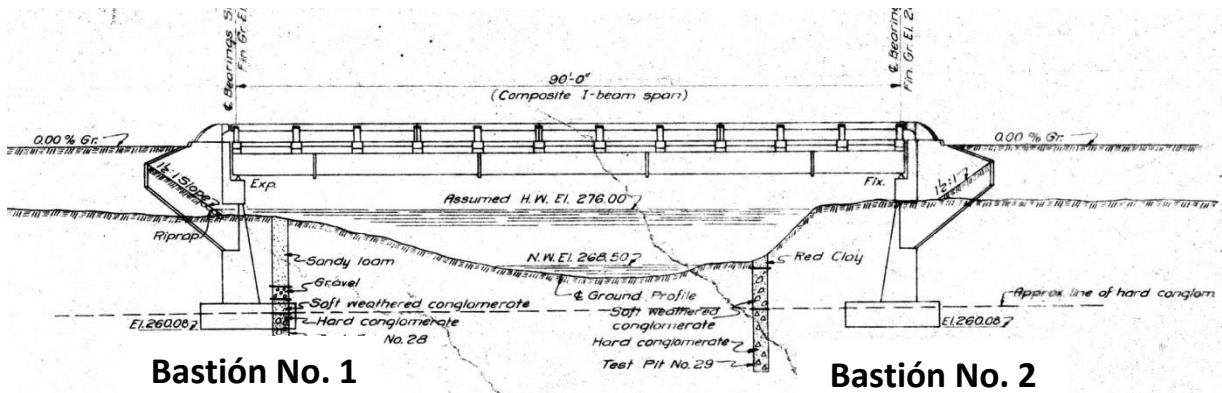 ₵ Bearings S
Fin Gr. El
₵ Bearing
Fin. Gr. El. 2
90'-0"
(Composite I-beam span)
0.00 % Gr.
0.00 % Gr.
1½:1 Slope
1½:1
Exp.
Fix.
Assumed H.W. El. 276.00
Riprap
Sandy loam
N.W. El. 268.50
Red Clay
Gravel
₵ Ground Profile
Soft weathered conglomerate
Soft weathered
conglomerate
Approx line of hard conglom
El. 260.08
Hard conglomerate
El. 260.08
No. 28
Hard conglomerate
Test Pit No. 29
Bastión No. 1
Bastión No. 2